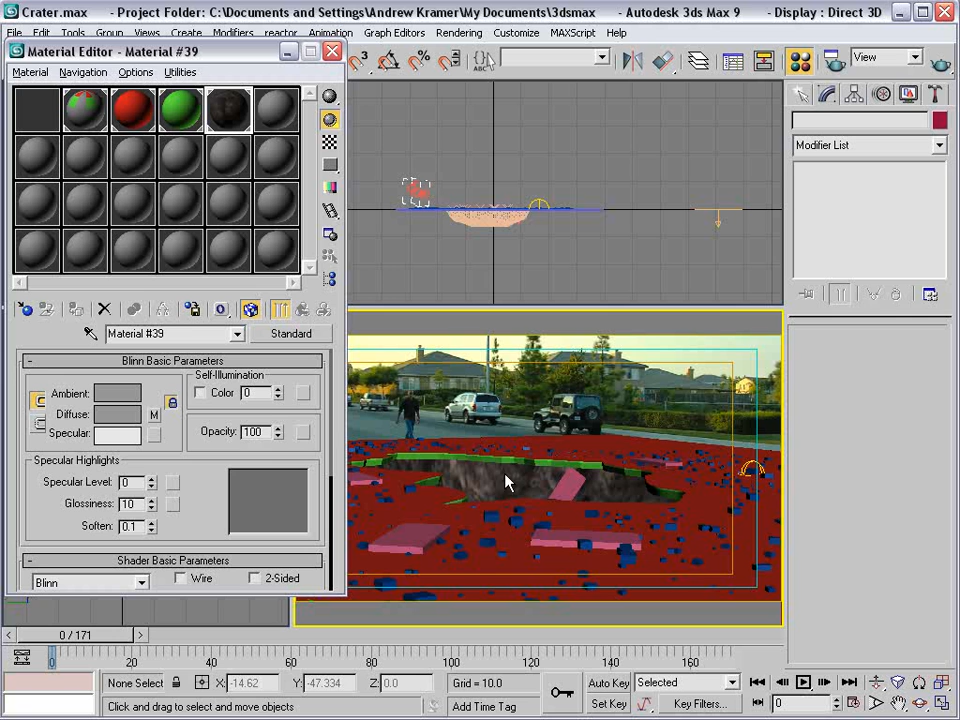 Crater.max - Project Folder: C:\Documents and Settings\Andrew Kramer\My Documents\3dsmax - Autodesk 3ds Max 9 - Display : Direct 3D
File Edit Tools Group Views Create Modifiers reactor Animation Graph Editors Rendering Customize MAXScript Help
Material Editor - Material #39
Material Navigation Options Utilities
3 % ABC View
Modifier List
Material #39 Standard
- Blinn Basic Parameters
Self-Illumination
Ambient: Color 0
Diffuse: M
Specular: Opacity: 100
Specular Highlights
Specular Level: 0
Glossiness: 10
Soften: 0.1
- Shader Basic Parameters
Blinn Wire 2-Sided
< 0 / 171 >
0 20 40 60 80 100 120 140 160
None Select X: -14.62 Y: -47.334 Z: 0.0 Grid = 10.0 Auto Key Selected
Click and drag to select and move objects Add Time Tag Set Key Key Filters... 0